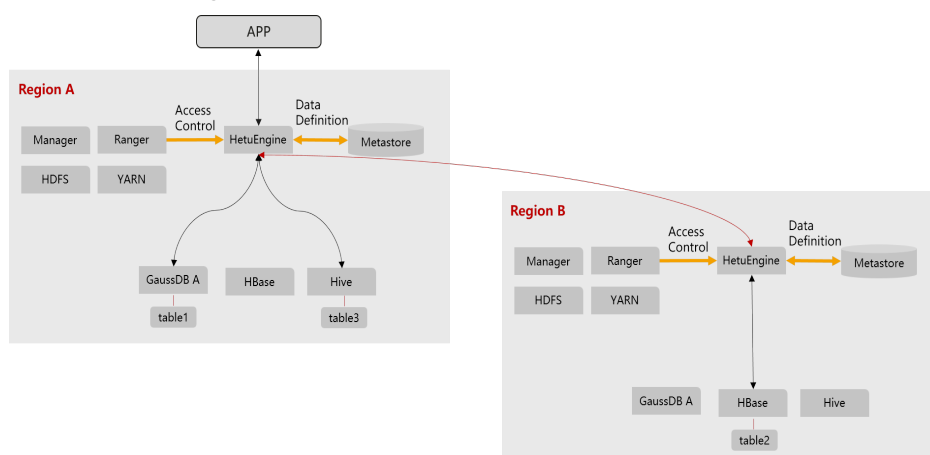 APP
Region A
Access
Control
Data
Definition
Manager
Ranger
HetuEngine
Metastore
HDFS
YARN
GaussDB A
HBase
Hive
table1
table3
Region B
Access
Control
Data
Definition
Manager
Ranger
HetuEngine
Metastore
HDFS
YARN
GaussDB A
HBase
Hive
table2